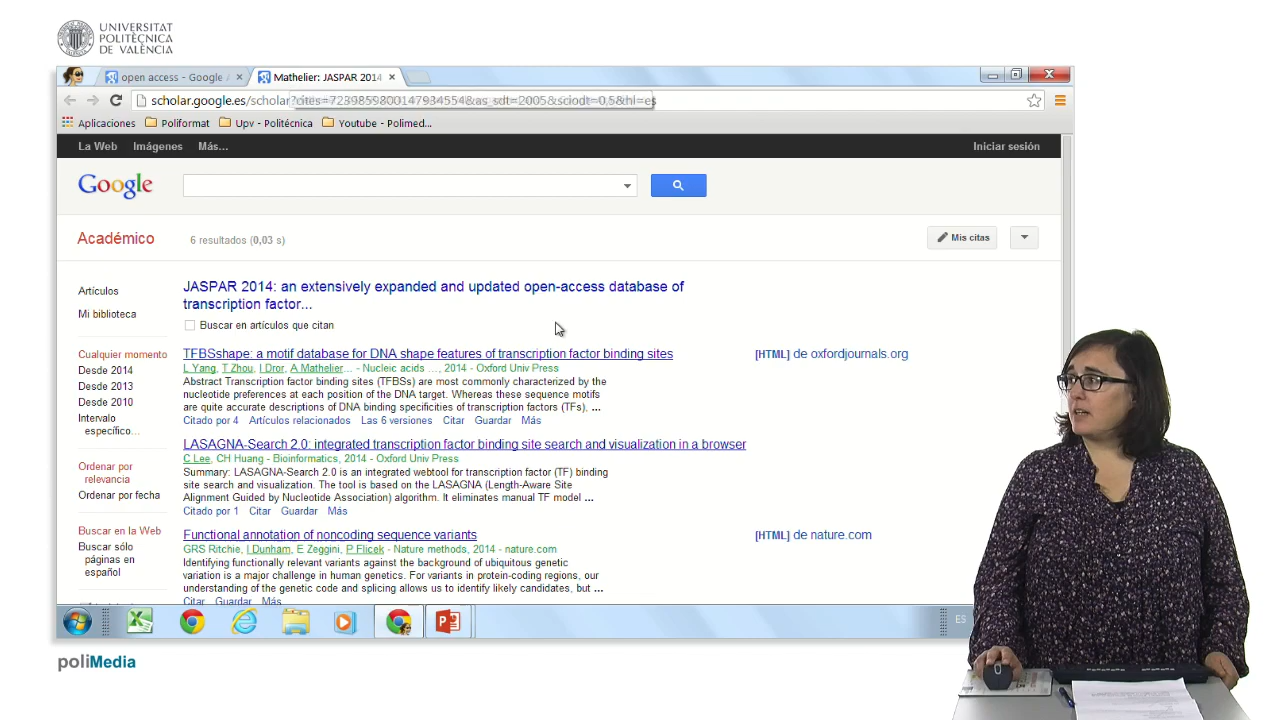 UNIVERSITAT
POLITÈCNICA
DE VALÈNCIA
open access - Google A
Mathelier: JASPAR 2014
scholar.google.es/scholar?cites=7239859800147934554&as_sdt=2005&sciodt=0,5&hl=es
Aplicaciones Poliformat Upv - Politécnica Youtube - Polimed...
La Web Imágenes Más... Iniciar sesión
Google
Académico 6 resultados (0,03 s) Mis citas
Artículos
Mi biblioteca
Cualquier momento
Desde 2014
Desde 2013
Desde 2010
Intervalo
específico...
Ordenar por
relevancia
Ordenar por fecha
Buscar en la Web
Buscar sólo
páginas en
español
JASPAR 2014: an extensively expanded and updated open-access database of
transcription factor...
Buscar en artículos que citan
TFBSshape: a motif database for DNA shape features of transcription factor binding sites
[HTML] de oxfordjournals.org
L Yang, T Zhou, I Dror, A Mathelier… - Nucleic acids …, 2014 - Oxford Univ Press
Abstract Transcription factor binding sites (TFBSs) are most commonly characterized by the
nucleotide preferences at each position of the DNA target. Whereas these sequence motifs
are quite accurate descriptions of DNA binding specificities of transcription factors (TFs), ...
Citado por 4 Artículos relacionados Las 6 versiones Citar Guardar Más
LASAGNA-Search 2.0: integrated transcription factor binding site search and visualization in a browser
C Lee, CH Huang - Bioinformatics, 2014 - Oxford Univ Press
Summary: LASAGNA-Search 2.0 is an integrated webtool for transcription factor (TF) binding
site search and visualization. The tool is based on the LASAGNA (Length-Aware Site
Alignment Guided by Nucleotide Association) algorithm. It eliminates manual TF model ...
Citado por 1 Citar Guardar Más
Functional annotation of noncoding sequence variants
[HTML] de nature.com
GRS Ritchie, I Dunham, E Zeggini, P Flicek - Nature methods, 2014 - nature.com
Identifying functionally relevant variants against the background of ubiquitous genetic
variation is a major challenge in human genetics. For variants in protein-coding regions, our
understanding of the genetic code and splicing allows us to identify likely candidates, but ...
Citar Guardar Más
ES
poliMedia